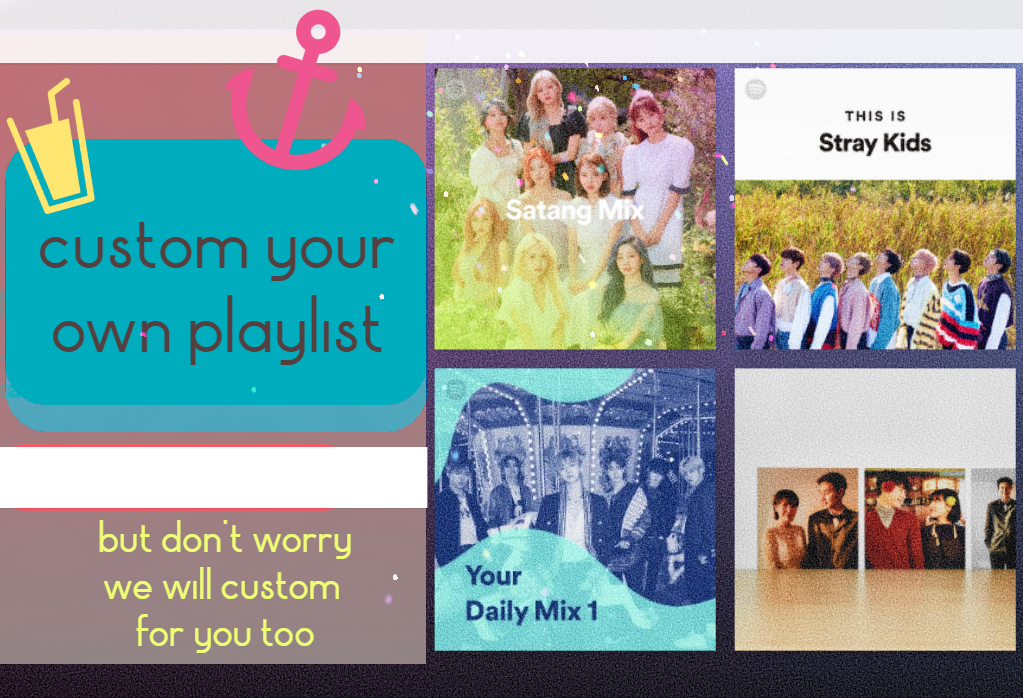 custom your
own playlist
but don't worry
we will custom
for you too
Satang Mix
THIS IS
Stray Kids
Your
Daily Mix 1